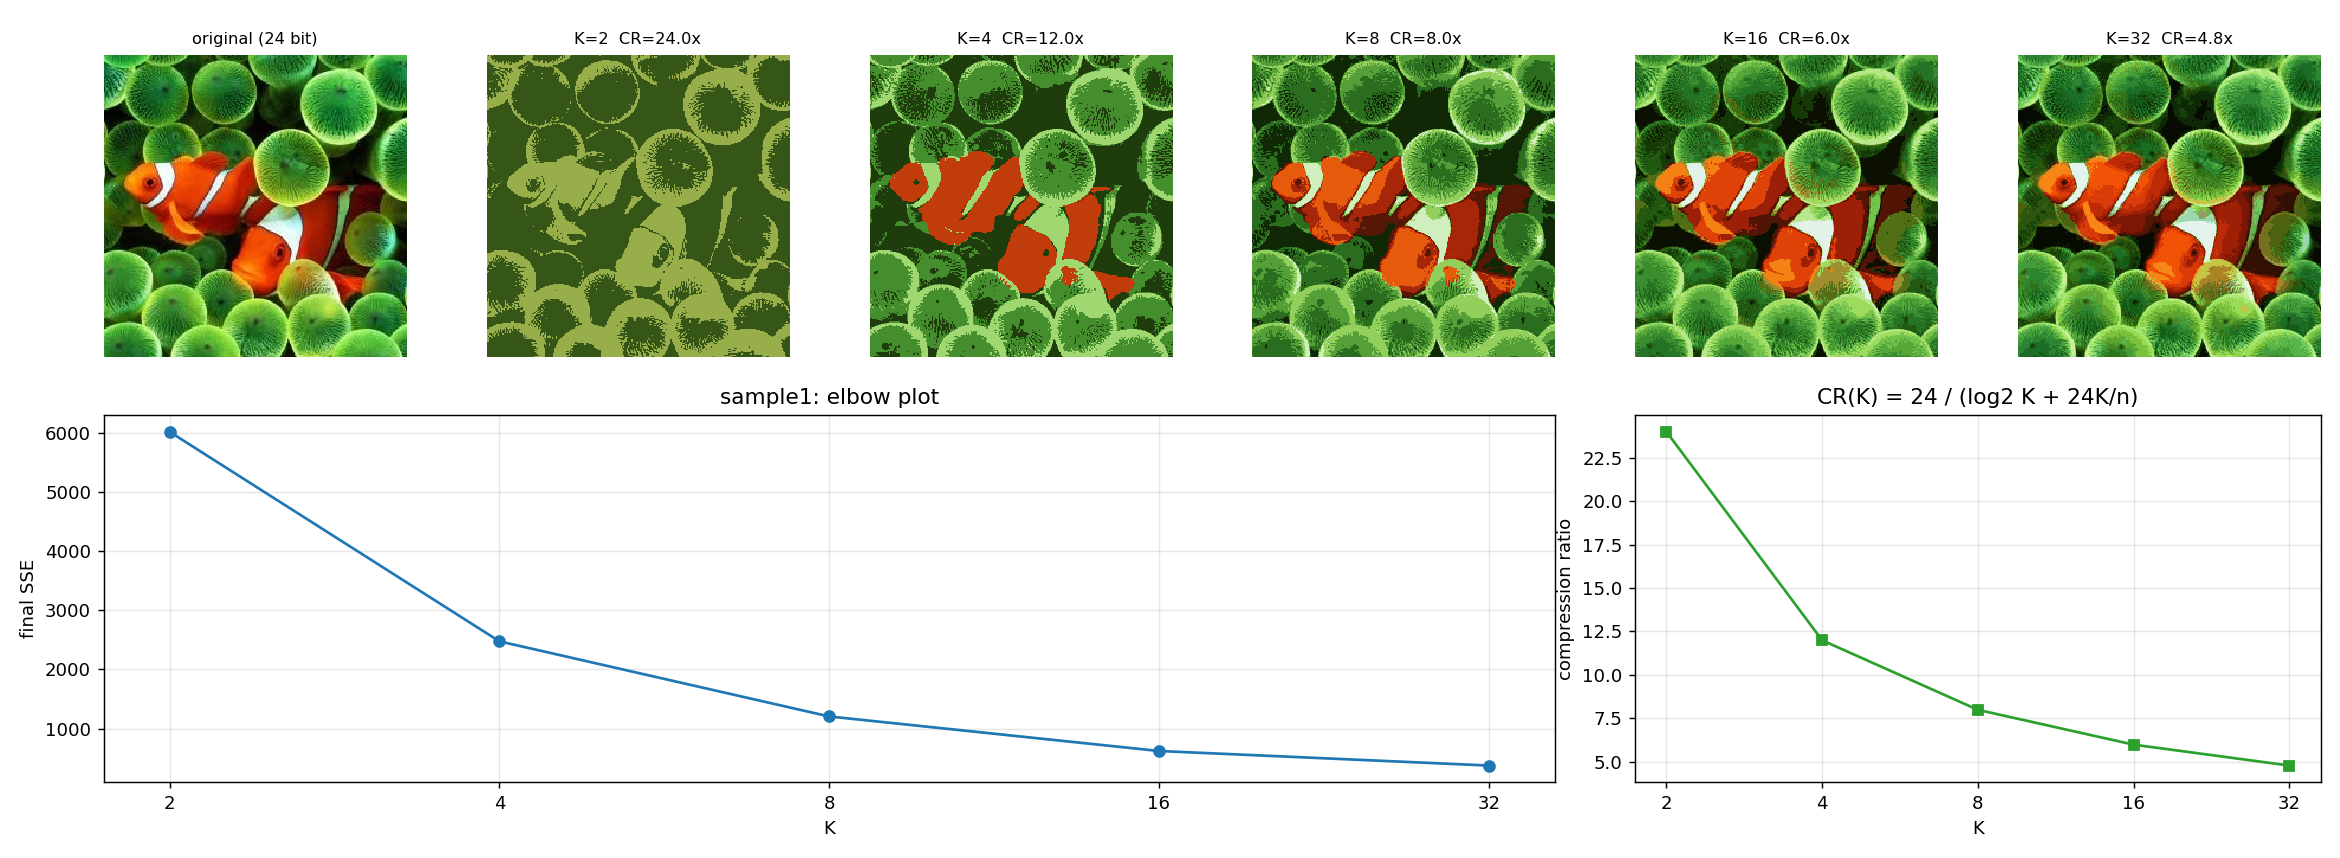 original (24 bit)
K=2  CR=24.0x
K=4  CR=12.0x
K=8  CR=8.0x
K=16  CR=6.0x
K=32  CR=4.8x
sample1: elbow plot
final SSE
6000
5000
4000
3000
2000
1000
2
4
8
16
32
K
CR(K) = 24 / (log2 K + 24K/n)
compression ratio
22.5
20.0
17.5
15.0
12.5
10.0
7.5
5.0
2
4
8
16
32
K